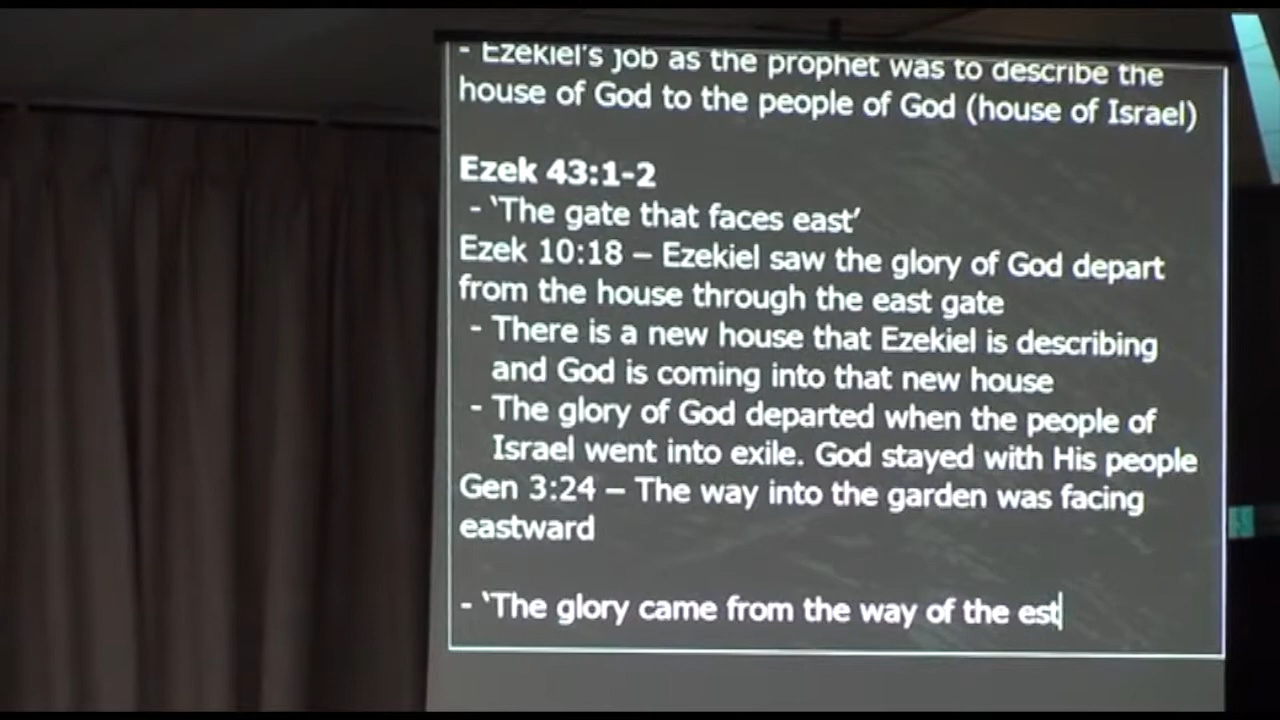 - Ezekiel's job as the prophet was to describe the
house of God to the people of God (house of Israel)
Ezek 43:1-2
- ‘The gate that faces east’
Ezek 10:18 – Ezekiel saw the glory of God depart
from the house through the east gate
- There is a new house that Ezekiel is describing
and God is coming into that new house
- The glory of God departed when the people of
Israel went into exile. God stayed with His people
Gen 3:24 – The way into the garden was facing
eastward
- ‘The glory came from the way of the est